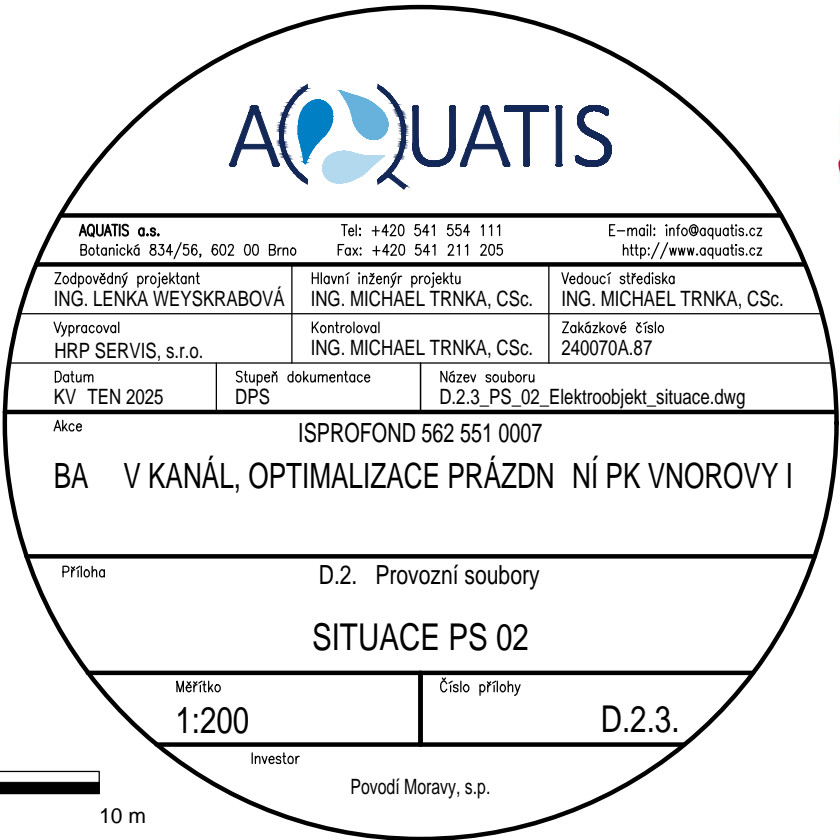 AQUATIS
AQUATIS a.s.
Botanická 834/56, 602 00 Brno
Tel: +420 541 554 111
Fax: +420 541 211 205
E-mail: info@aquatis.cz
http://www.aquatis.cz
Zodpovědný projektant
ING. LENKA WEYSKRABOVÁ
Hlavní inženýr projektu
ING. MICHAEL TRNKA, CSc.
Vedoucí střediska
ING. MICHAEL TRNKA, CSc.
Vypracoval
HRP SERVIS, s.r.o.
Kontroloval
ING. MICHAEL TRNKA, CSc.
Zakázkové číslo
240070A.87
Datum
KV TEN 2025
Stupeň dokumentace
DPS
Název souboru
D.2.3_PS_02_Elektroobjekt_situace.dwg
Akce
ISPROFOND 562 551 0007
BA V KANÁL, OPTIMALIZACE PRÁZDN NÍ PK VNOROVY I
Příloha
D.2. Provozní soubory
SITUACE PS 02
Měřítko
1:200
Číslo přílohy
D.2.3.
Investor
Povodí Moravy, s.p.
10 m